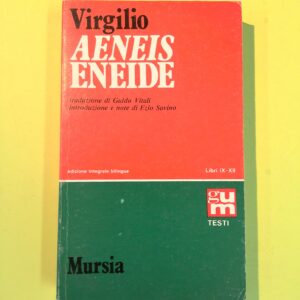 Virgilio
AENEIS
ENEIDE
traduzione di Guido Vitali
introduzione e note di Ezio Savino
edizione integrale bilingue
Libri IX-XII
gum
TESTI
Mursia